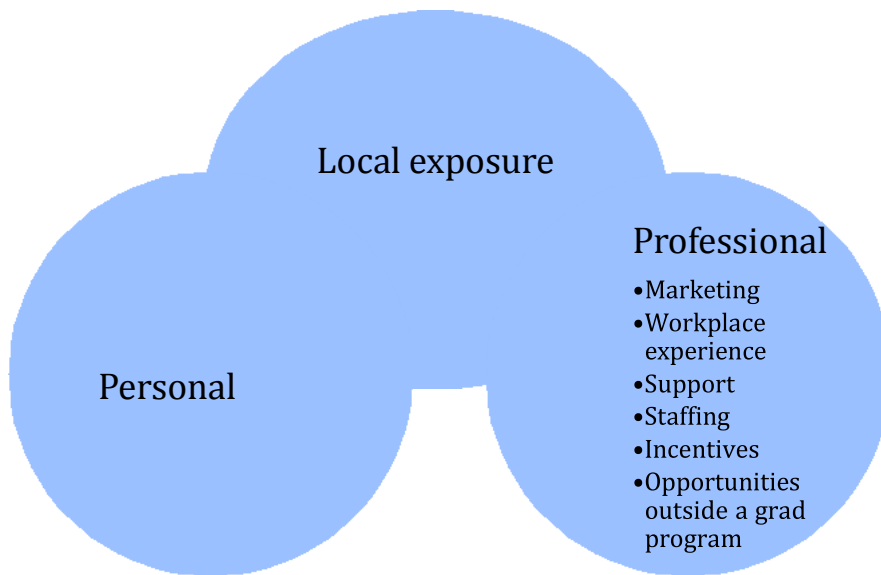 Local exposure
Personal
Professional
•Marketing
•Workplace
experience
•Support
•Staffing
•Incentives
•Opportunities
outside a grad
program